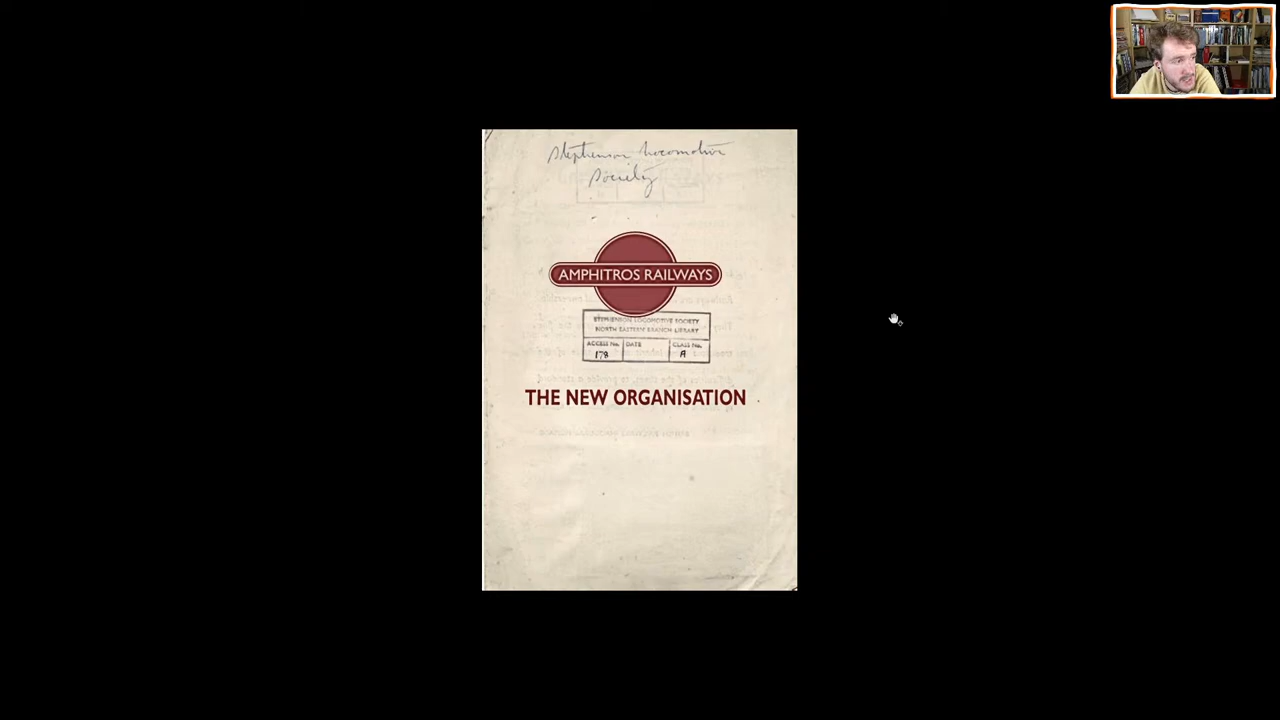 Stephenson Locomotive
Society
AMPHITROS RAILWAYS
STEPHENSON LOCOMOTIVE SOCIETY
NORTH EASTERN BRANCH LIBRARY
ACCESS No. DATE CLASS No.
178 A
THE NEW ORGANISATION